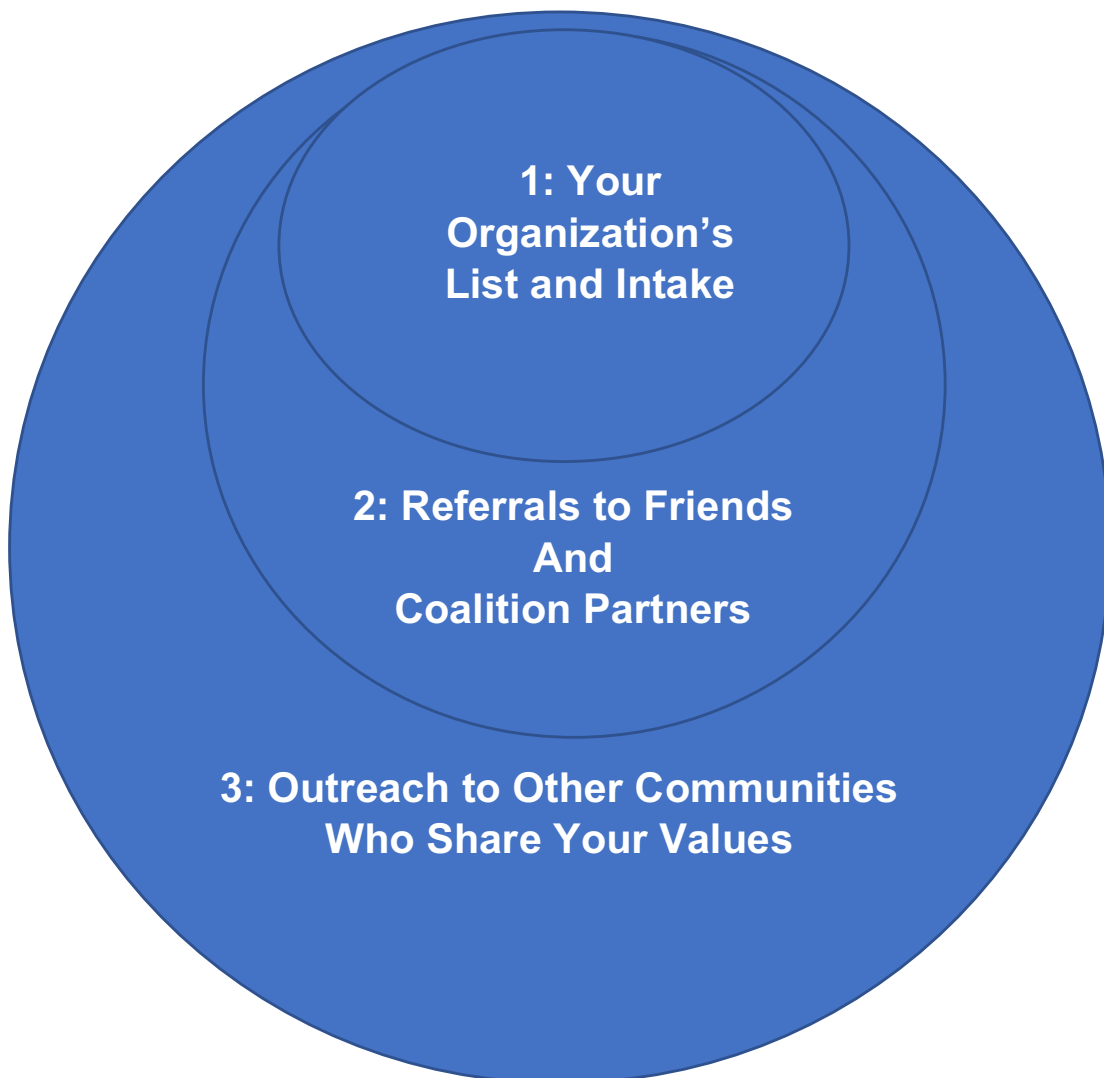 1: Your
Organization’s
List and Intake
2: Referrals to Friends
And
Coalition Partners
3: Outreach to Other Communities
Who Share Your Values